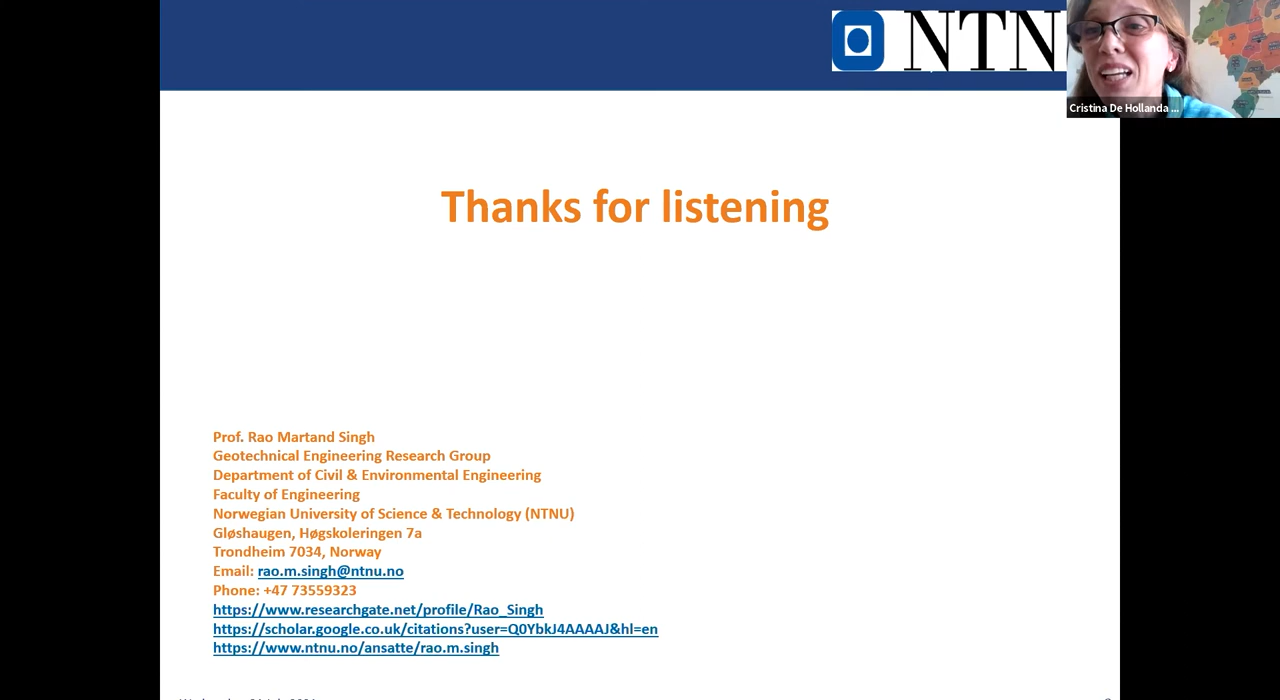 NTN
Cristina De Hollanda ...
Thanks for listening
Prof. Rao Martand Singh
Geotechnical Engineering Research Group
Department of Civil & Environmental Engineering
Faculty of Engineering
Norwegian University of Science & Technology (NTNU)
Gløshaugen, Høgskoleringen 7a
Trondheim 7034, Norway
Email: rao.m.singh@ntnu.no
Phone: +47 73559323
https://www.researchgate.net/profile/Rao_Singh
https://scholar.google.co.uk/citations?user=Q0YbkJ4AAAAJ&hl=en
https://www.ntnu.no/ansatte/rao.m.singh